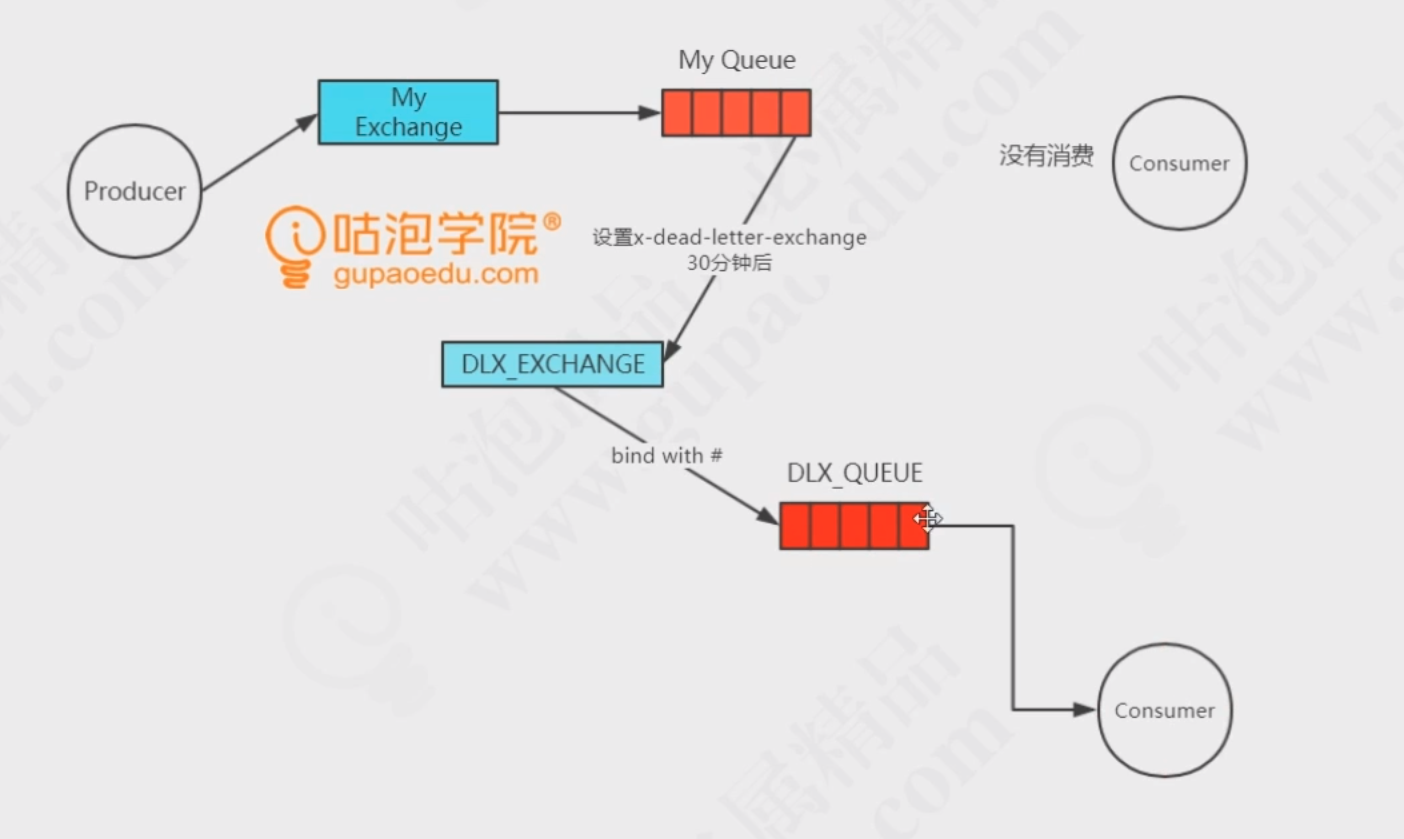 My Queue
My
Exchange
没有消费
Consumer
Producer
咕泡学院®
gupaoedu.com
设置x-dead-letter-exchange
30分钟后
DLX_EXCHANGE
bind with #
DLX_QUEUE
Consumer